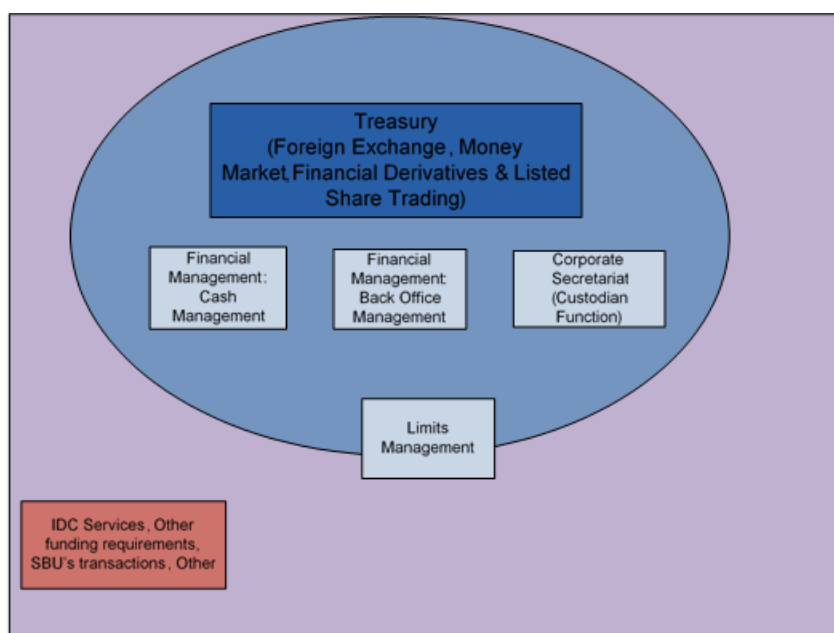 Treasury
(Foreign Exchange, Money
Market,Financial Derivatives & Listed
Share Trading)
Financial
Management:
Cash
Management
Financial
Management:
Back Office
Management
Corporate
Secretariat
(Custodian
Function)
Limits
Management
IDC Services, Other
funding requirements,
SBU's transactions, Other